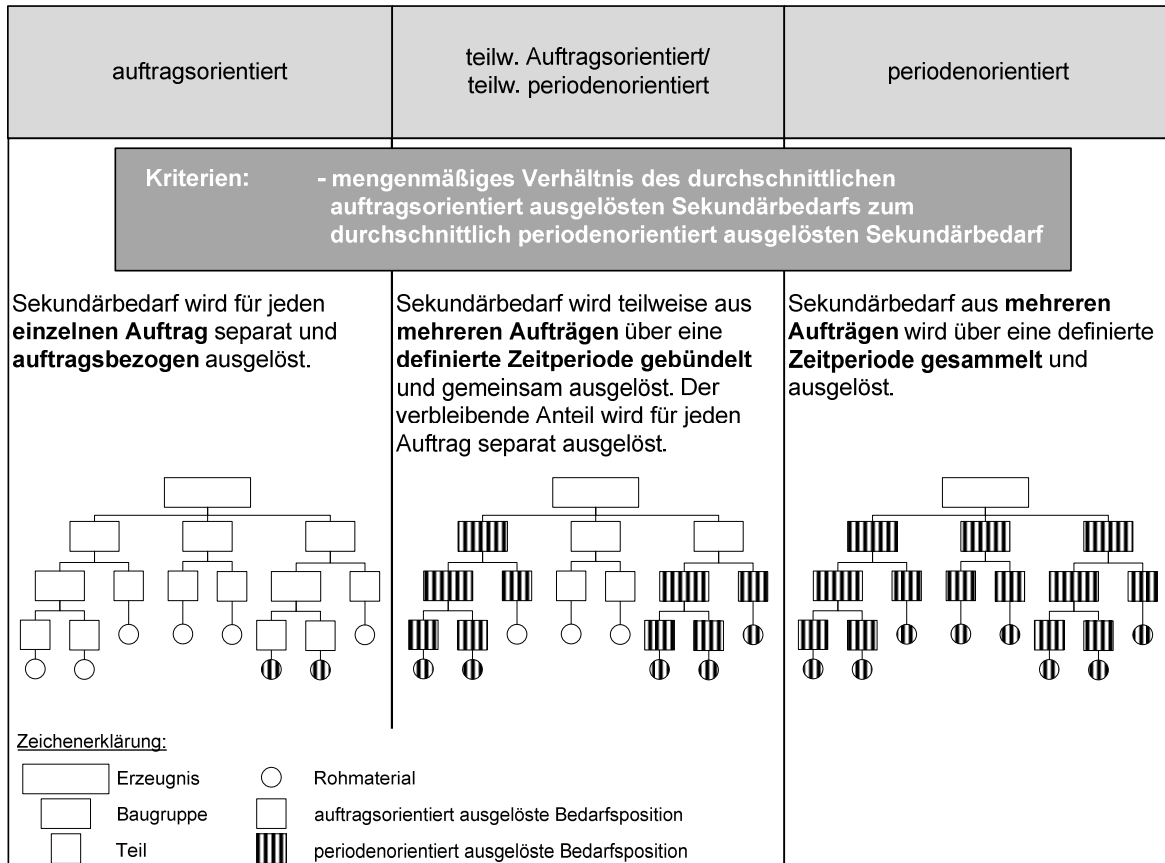 auftragsorientiert
teilw. Auftragsorientiert/
teilw. periodenorientiert
periodenorientiert
Kriterien: - mengenmäßiges Verhältnis des durchschnittlichen
auftragsorientiert ausgelösten Sekundärbedarfs zum
durchschnittlich periodenorientiert ausgelösten Sekundärbedarf
Sekundärbedarf wird für jeden
einzelnen Auftrag separat und
auftragsbezogen ausgelöst.
Sekundärbedarf wird teilweise aus
mehreren Aufträgen über eine
definierte Zeitperiode gebündelt
und gemeinsam ausgelöst. Der
verbleibende Anteil wird für jeden
Auftrag separat ausgelöst.
Sekundärbedarf aus mehreren
Aufträgen wird über eine definierte
Zeitperiode gesammelt und
ausgelöst.
Zeichenerklärung:
Erzeugnis
Baugruppe
Teil
Rohmaterial
auftragsorientiert ausgelöste Bedarfsposition
periodenorientiert ausgelöste Bedarfsposition